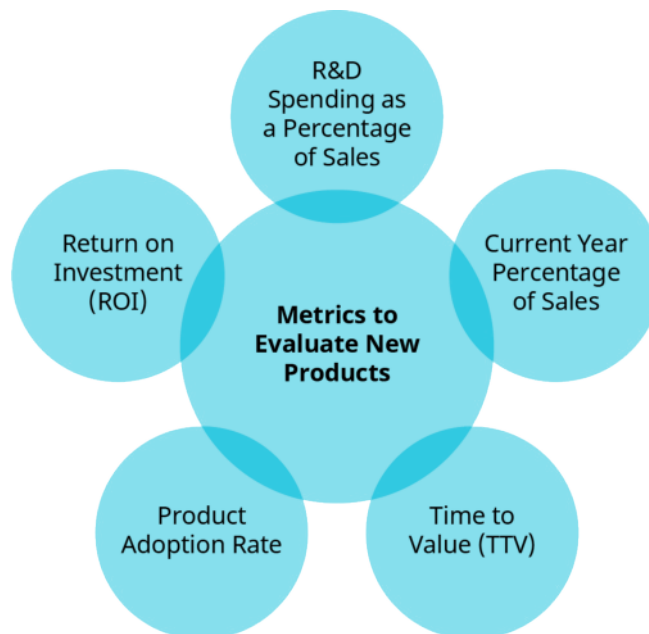 R&D
Spending as
a Percentage
of Sales
Return on
Investment
(ROI)
Current Year
Percentage
of Sales
Metrics to
Evaluate New
Products
Product
Adoption Rate
Time to
Value (TTV)